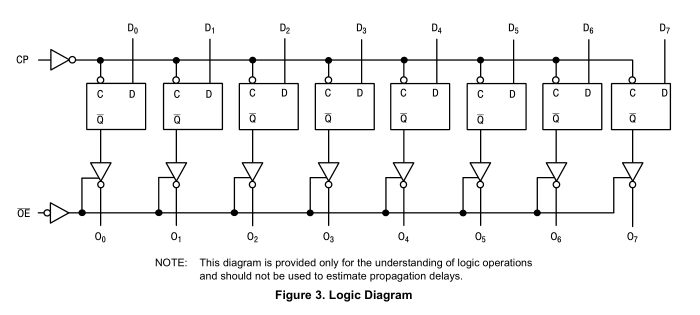 D₀ D₁ D₂ D₃ D₄ D₅ D₆ D₇
CP
C D C D C D C D C D C D C D C D
Q̅ Q̅ Q̅ Q̅ Q̅ Q̅ Q̅ Q̅
O̅E̅
O₀ O₁ O₂ O₃ O₄ O₅ O₆ O₇
NOTE: This diagram is provided only for the understanding of logic operations
and should not be used to estimate propagation delays.
Figure 3. Logic Diagram